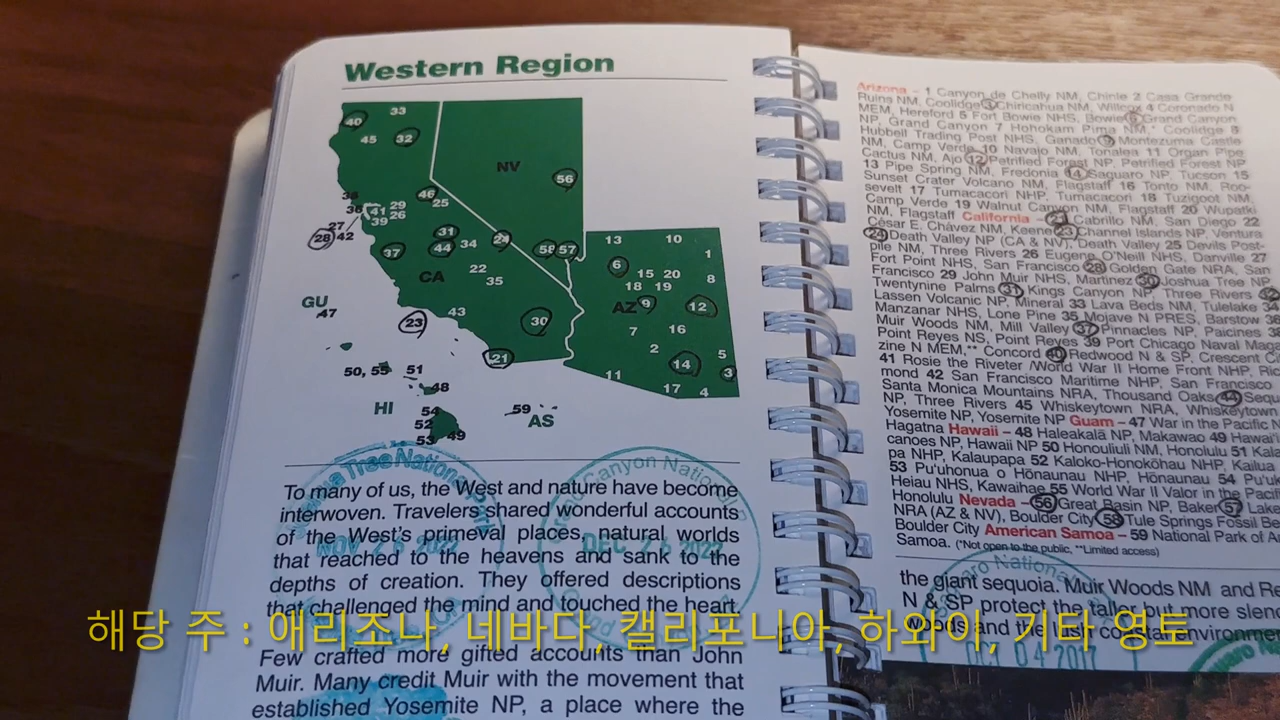 Western Region
33
40
45
32
NV
56
38
36
46
25
41
29
39
26
27
28
42
31
44
34
24
58
57
37
22
CA
35
43
30
23
21
GU
47
13
10
1
6
15
20
8
18
19
AZ
9
12
7
16
2
5
14
3
11
17
4
50, 55
51
48
HI
54
52
53
49
59
AS
To many of us, the West and nature have become
interwoven. Travelers shared wonderful accounts
of the West's primeval places, natural worlds
that reached to the heavens and sank to the
depths of creation. They offered descriptions
that challenged the mind and touched the heart.
Few crafted more gifted accounts than John
Muir. Many credit Muir with the movement that
established Yosemite NP, a place where the
Tree National
NOV 25 2022
Canyon National
DEC 26 2022
Arizona – 1 Canyon de Chelly NM, Chinle 2 Casa Grande
Ruins NM, Coolidge 3 Chiricahua NM, Willcox 4 Coronado N
MEM, Hereford 5 Fort Bowie NHS, Bowie 6 Grand Canyon
NP, Grand Canyon 7 Hohokam Pima NM,* Coolidge 8
Hubbell Trading Post NHS, Ganado 9 Montezuma Castle
NM, Camp Verde 10 Navajo NM, Tonalea 11 Organ Pipe
Cactus NM, Ajo 12 Petrified Forest NP, Petrified Forest NP
13 Pipe Spring NM, Fredonia 14 Saguaro NP, Tucson 15
Sunset Crater Volcano NM, Flagstaff 16 Tonto NM, Roo-
sevelt 17 Tumacacori NHP, Tumacacori 18 Tuzigoot NM,
Camp Verde 19 Walnut Canyon NM, Flagstaff 20 Wupatki
NM, Flagstaff California – 21 Cabrillo NM, San Diego 22
César E. Chávez NM, Keene 23 Channel Islands NP, Ventura
24 Death Valley NP (CA & NV), Death Valley 25 Devils Post-
pile NM, Three Rivers 26 Eugene O'Neill NHS, Danville 27
Fort Point NHS, San Francisco 28 Golden Gate NRA, San
Francisco 29 John Muir NHS, Martinez 30 Joshua Tree NP,
Twentynine Palms 31 Kings Canyon NP, Three Rivers 32
Lassen Volcanic NP, Mineral 33 Lava Beds NM, Tulelake 34
Manzanar NHS, Lone Pine 35 Mojave N PRES, Barstow 36
Muir Woods NM, Mill Valley 37 Pinnacles NP, Paicines
Point Reyes NS, Point Reyes 39 Port Chicago Naval Maga-
zine N MEM,** Concord 40 Redwood N & SP, Crescent
41 Rosie the Riveter /World War II Home Front NHP,
mond 42 San Francisco Maritime NHP, San Francisco
Santa Monica Mountains NRA, Thousand Oaks 44
NP, Three Rivers 45 Whiskeytown NRA, Whiskeytown
Yosemite NP, Yosemite NP Guam – 47 War in the Pacific
Hagatna Hawaii – 48 Haleakalā NP, Makawao 49
canoes NP, Hawaii NP 50 Honouliuli NM, Honolulu 51
pa NHP, Kalaupapa 52 Kaloko-Honokōhau NHP, Kailua
53 Pu'uhonua o Hōnaunau NHP, Hōnaunau 54
Heiau NHS, Kawaihae 55 World War II Valor in the Pacific
Honolulu Nevada – 56 Great Basin NP, Baker 57 Lake
NRA (AZ & NV), Boulder City 58 Tule Springs Fossil
Boulder City American Samoa – 59 National Park of
Samoa. (*Not open to the public, **Limited access)
the giant sequoia. Muir Woods NM and
N & SP protect the taller but more
woods and the lush coastal
OCT 04 2017
해당 주 : 애리조나, 네바다, 캘리포니아, 하와이, 기타 영토